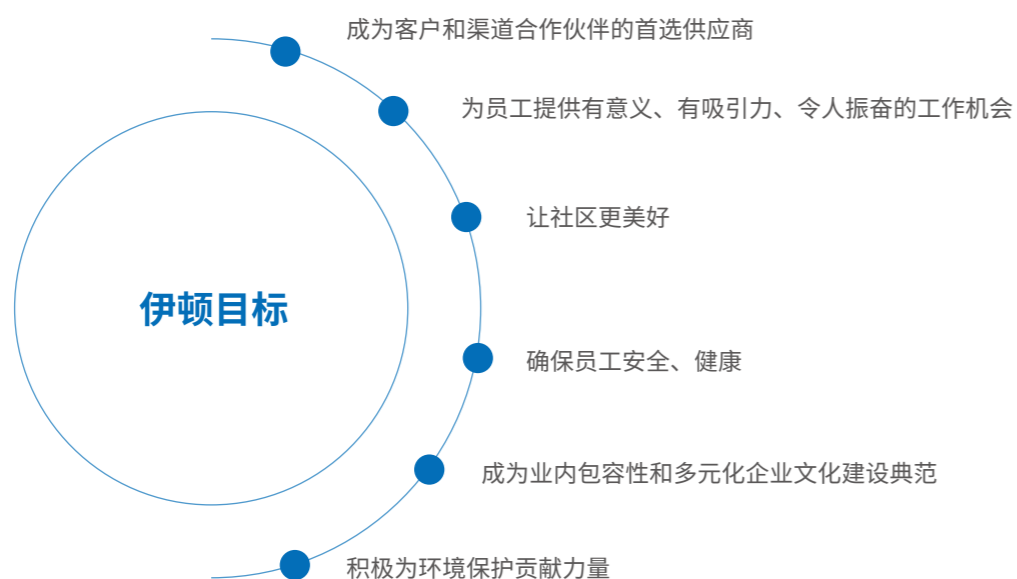 成为客户和渠道合作伙伴的首选供应商
为员工提供有意义、有吸引力、令人振奋的工作机会
让社区更美好
伊顿目标
确保员工安全、健康
成为业内包容性和多元化企业文化建设典范
积极为环境保护贡献力量